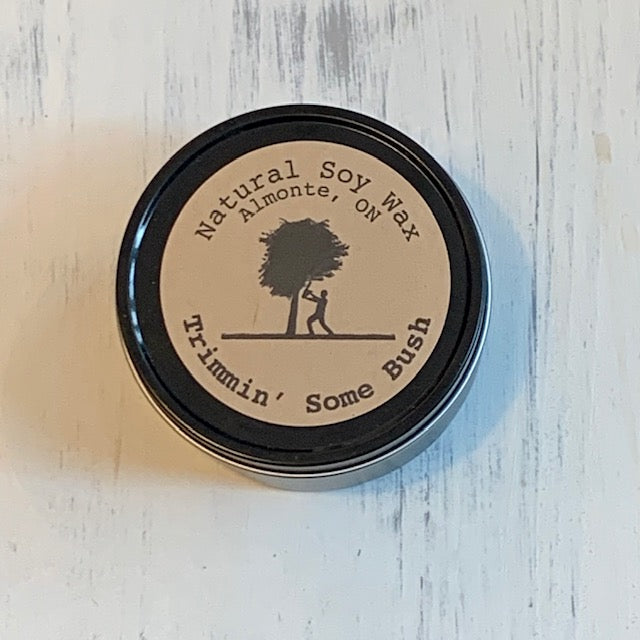 Natural Soy Wax
Almonte, ON
Trimmin' Some Bush